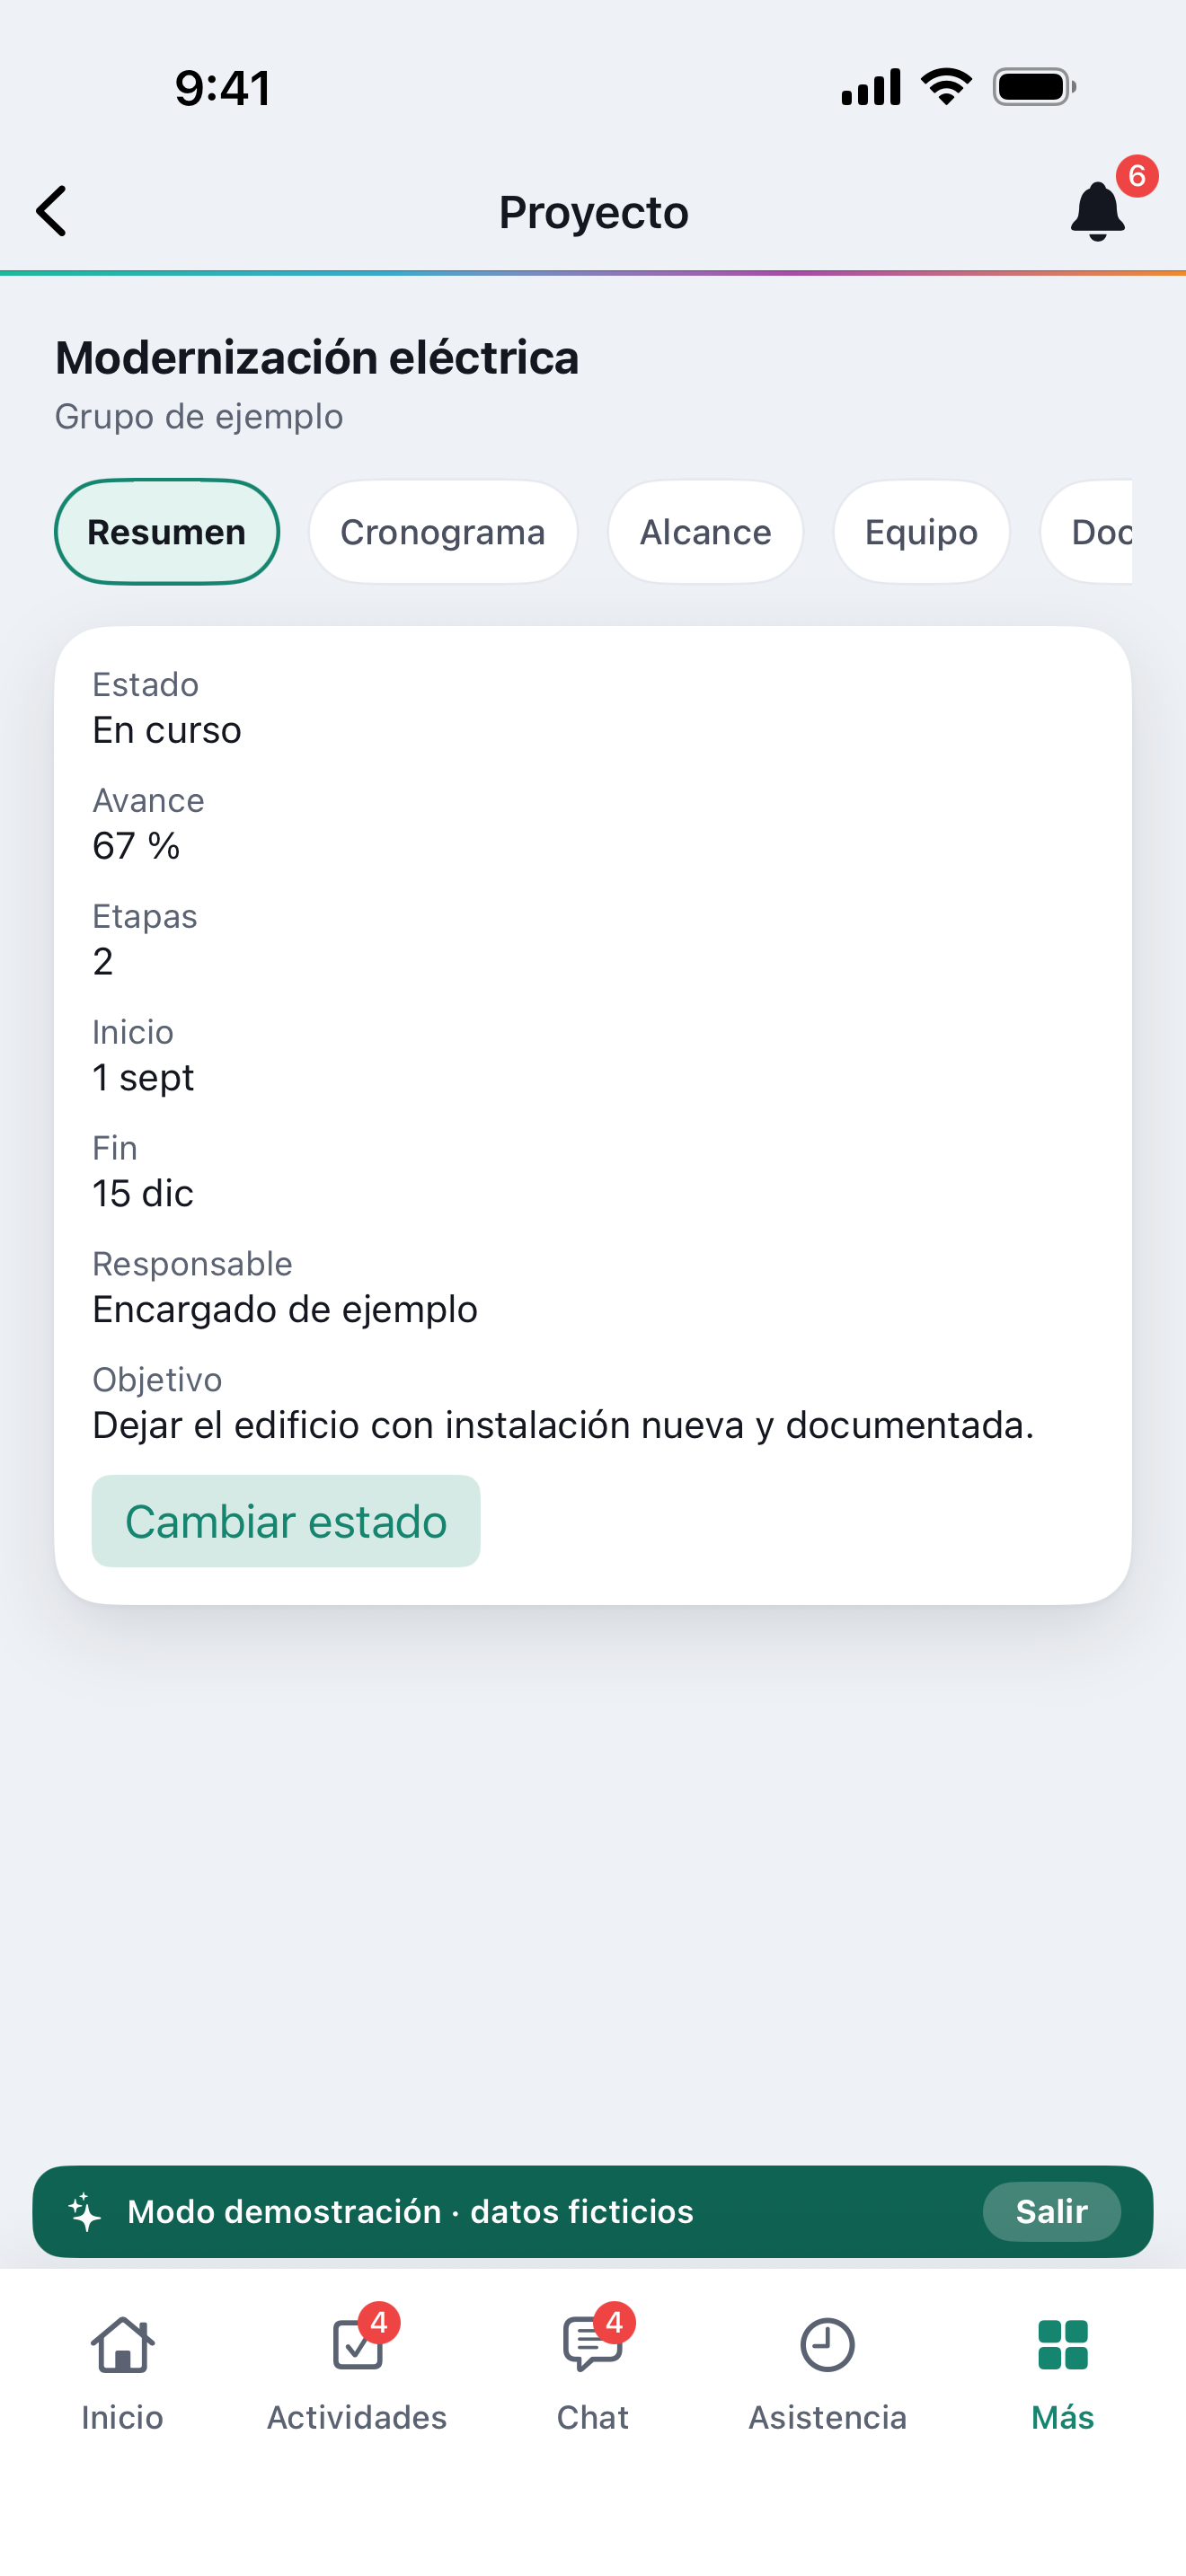 9:41
Proyecto
6
Modernización eléctrica
Grupo de ejemplo
Resumen Cronograma Alcance Equipo Doc
Estado
En curso
Avance
67 %
Etapas
2
Inicio
1 sept
Fin
15 dic
Responsable
Encargado de ejemplo
Objetivo
Dejar el edificio con instalación nueva y documentada.
Cambiar estado
Modo demostración · datos ficticios Salir
4 4
Inicio Actividades Chat Asistencia Más